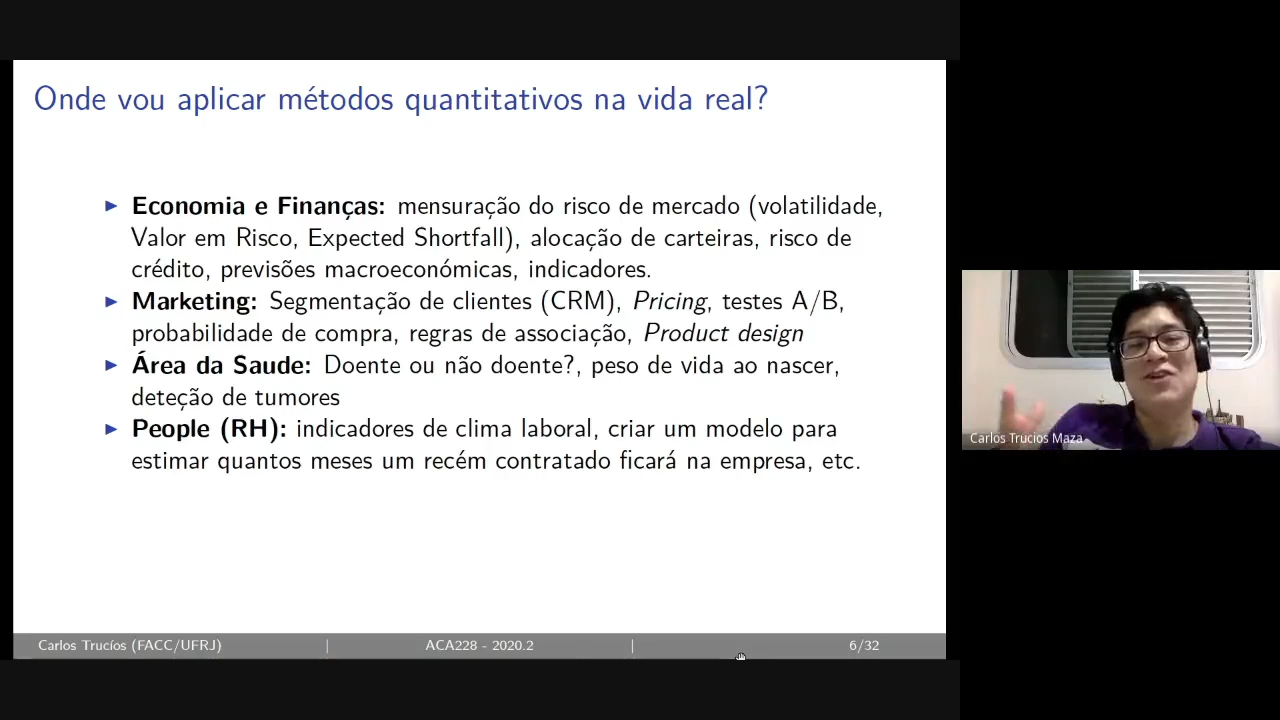 Onde vou aplicar métodos quantitativos na vida real?
▶ Economia e Finanças: mensuração do risco de mercado (volatilidade,
Valor em Risco, Expected Shortfall), alocação de carteiras, risco de
crédito, previsões macroeconómicas, indicadores.
▶ Marketing: Segmentação de clientes (CRM), Pricing, testes A/B,
probabilidade de compra, regras de associação, Product design
▶ Área da Saude: Doente ou não doente?, peso de vida ao nascer,
deteção de tumores
▶ People (RH): indicadores de clima laboral, criar um modelo para
estimar quantos meses um recém contratado ficará na empresa, etc.
Carlos Trucíos (FACC/UFRJ) | ACA228 - 2020.2 | 6/32
Carlos Trucios Maza